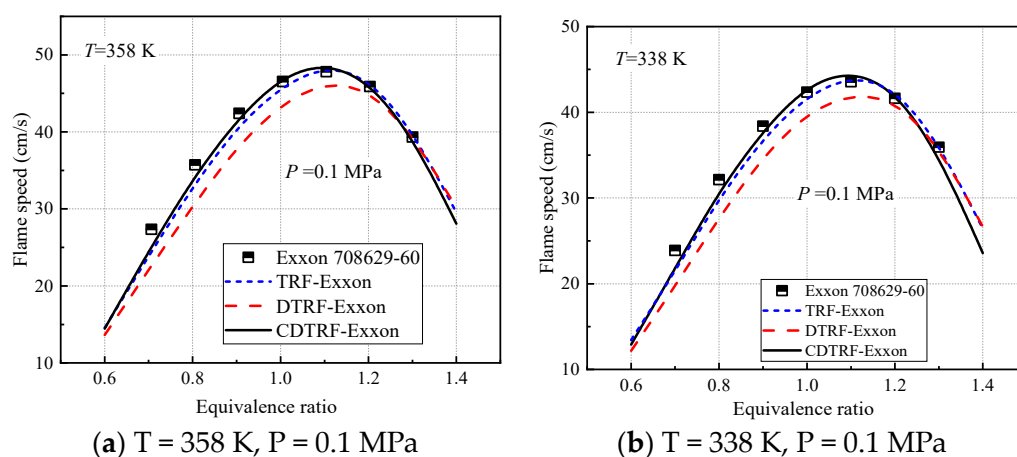 T=358 K
P =0.1 MPa
Flame speed (cm/s)
50
40
30
20
10
Exxon 708629-60
TRF-Exxon
DTRF-Exxon
CDTRF-Exxon
0.6 0.8 1.0 1.2 1.4
Equivalence ratio
(a) T = 358 K, P = 0.1 MPa
T=338 K
P =0.1 MPa
Flame speed (cm/s)
50
40
30
20
10
Exxon 708629-60
TRF-Exxon
DTRF-Exxon
CDTRF-Exxon
0.6 0.8 1.0 1.2 1.4
Equivalence ratio
(b) T = 338 K, P = 0.1 MPa